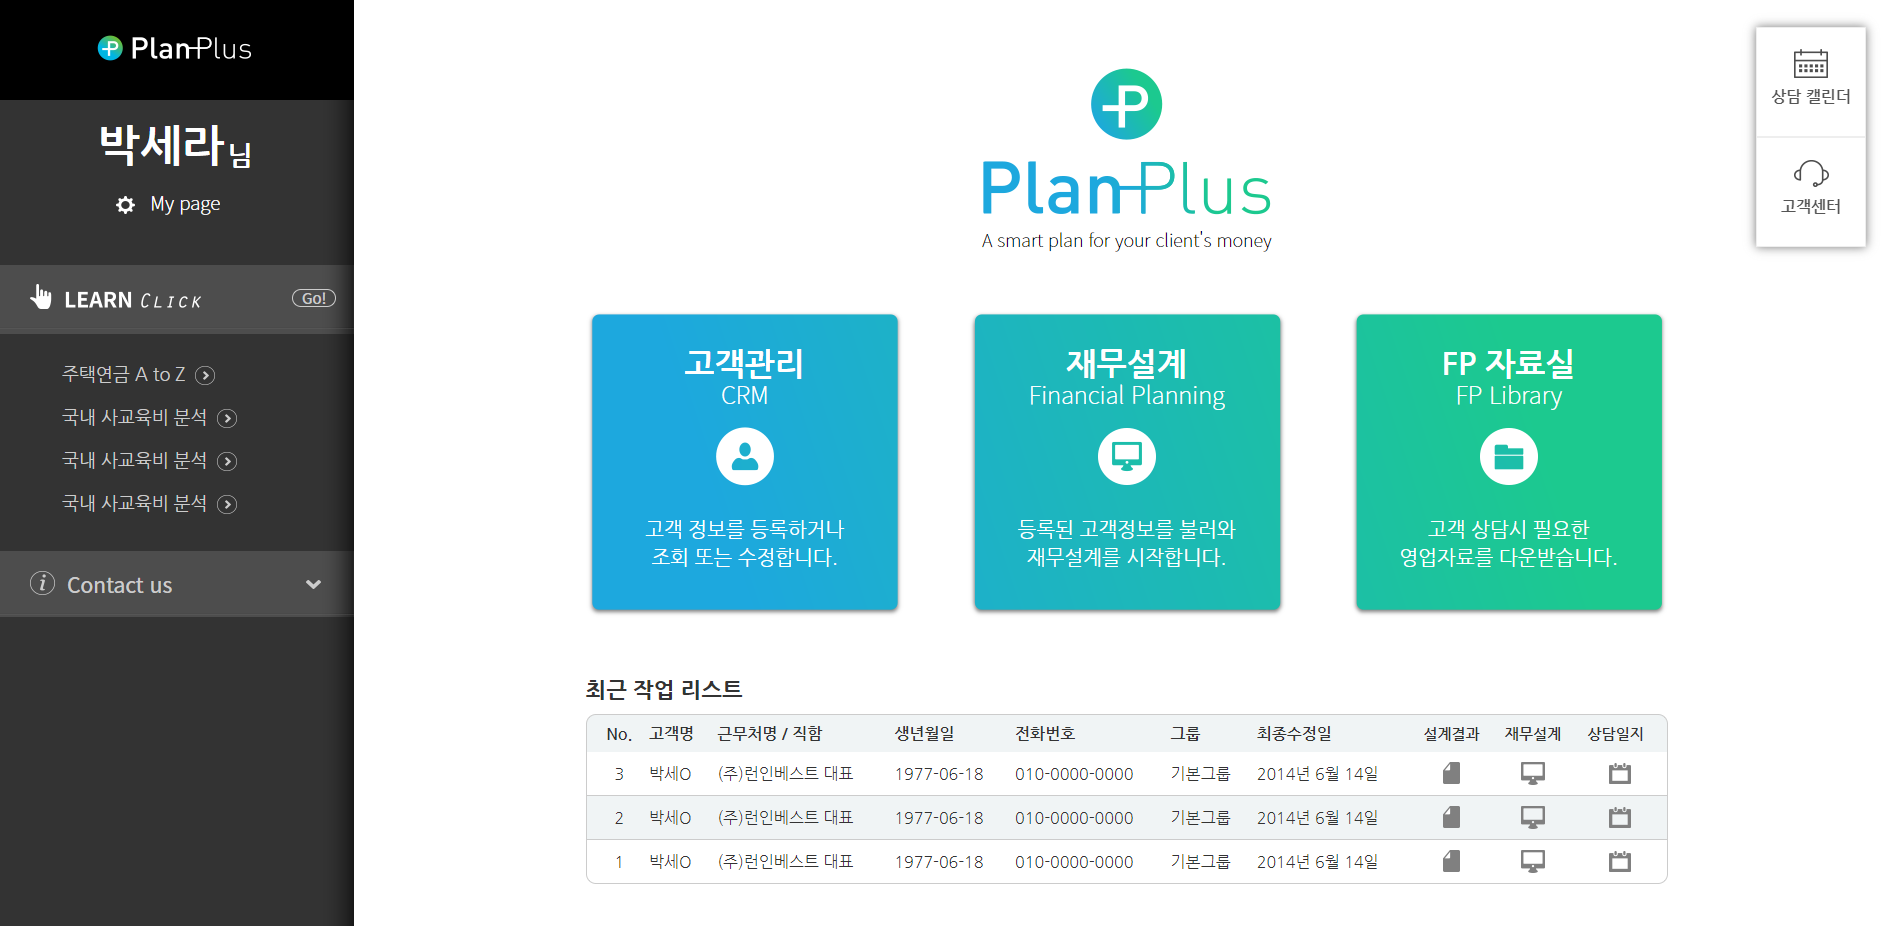 PlanPlus
박세라님
My page
LEARN CLICK Go!
주택연금 A to Z
국내 사교육비 분석
국내 사교육비 분석
국내 사교육비 분석
Contact us
PlanPlus
A smart plan for your client's money
고객관리
CRM
고객 정보를 등록하거나
조회 또는 수정합니다.
재무설계
Financial Planning
등록된 고객정보를 불러와
재무설계를 시작합니다.
FP 자료실
FP Library
고객 상담시 필요한
영업자료를 다운받습니다.
상담 캘린더
고객센터
최근 작업 리스트
No. 고객명 근무처명 / 직함 생년월일 전화번호 그룹 최종수정일 설계결과 재무설계 상담일지
3 박세O (주)런인베스트 대표 1977-06-18 010-0000-0000 기본그룹 2014년 6월 14일
2 박세O (주)런인베스트 대표 1977-06-18 010-0000-0000 기본그룹 2014년 6월 14일
1 박세O (주)런인베스트 대표 1977-06-18 010-0000-0000 기본그룹 2014년 6월 14일